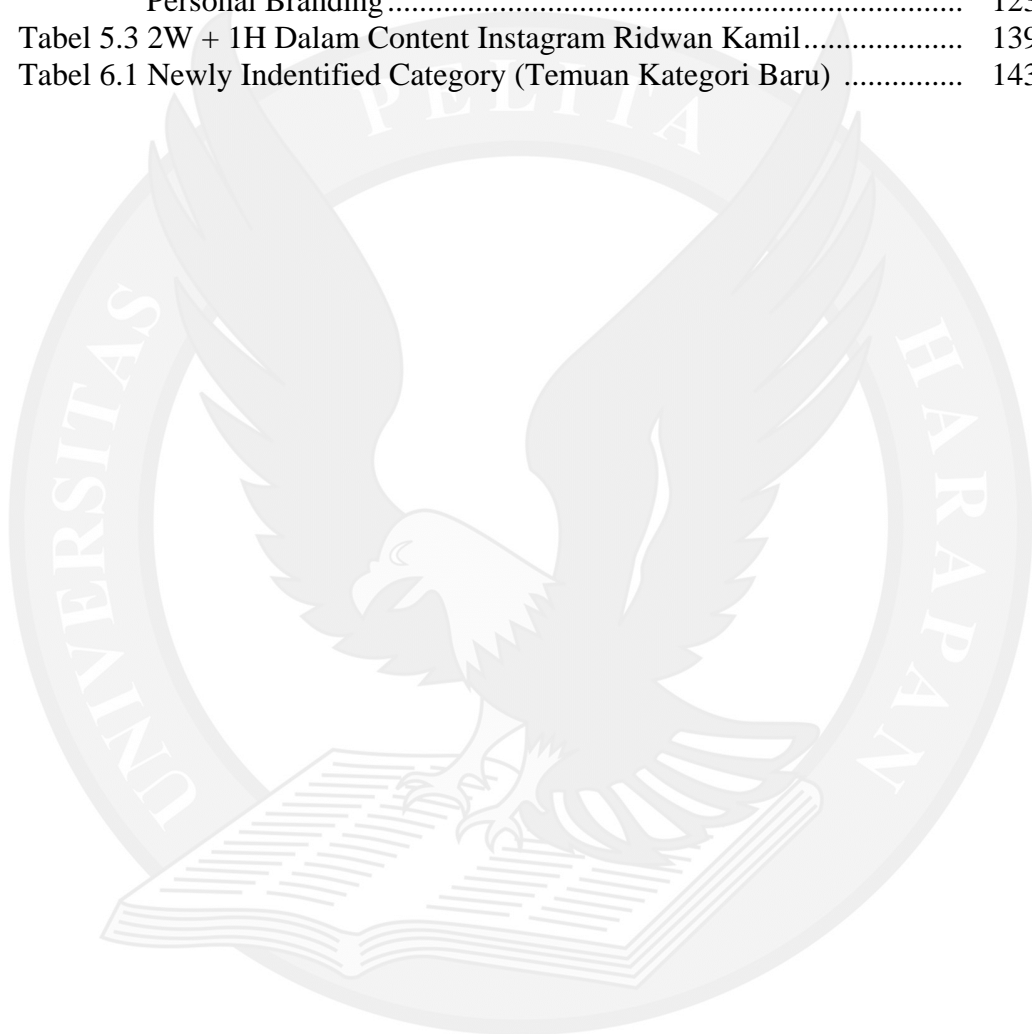 Personal Branding ........................................................................ 123
Tabel 5.3 2W + 1H Dalam Content Instagram Ridwan Kamil.................... 139
Tabel 6.1 Newly Indentified Category (Temuan Kategori Baru) ............... 143
UNIVERSITAS PELITA HARAPAN